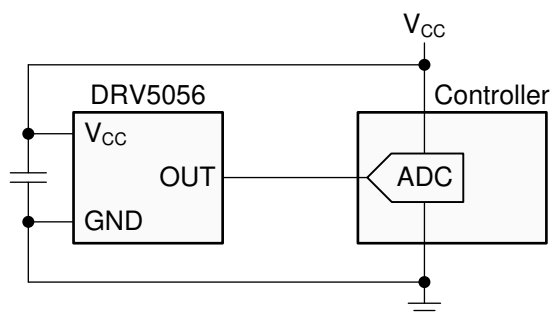 VCC
DRV5056
Controller
VCC
OUT
ADC
GND